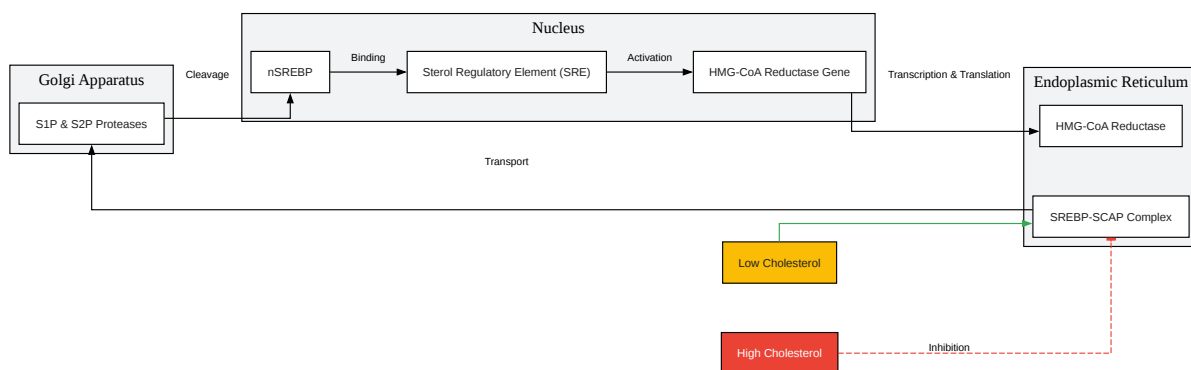 Nucleus
Golgi Apparatus
Cleavage
nSREBP
Binding
Sterol Regulatory Element (SRE)
Activation
HMG-CoA Reductase Gene
Transcription & Translation
Endoplasmic Reticulum
S1P & S2P Proteases
HMG-CoA Reductase
Transport
SREBP-SCAP Complex
Low Cholesterol
High Cholesterol
Inhibition